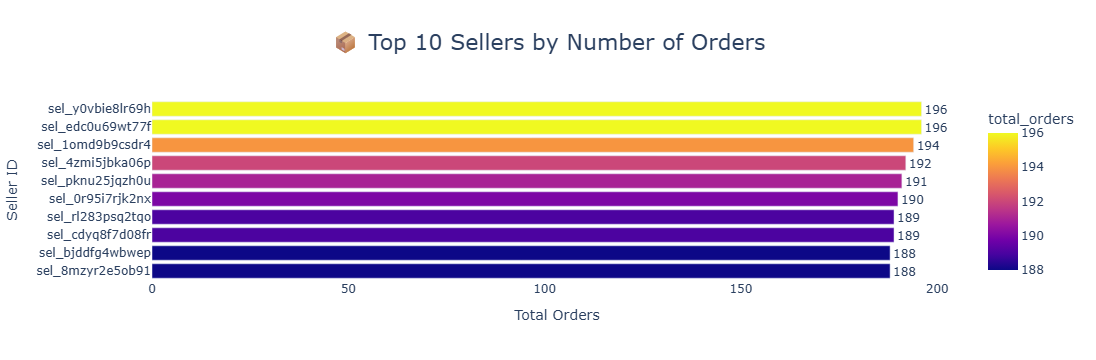 📦 Top 10 Sellers by Number of Orders
Seller ID
sel_y0vbie8lr69h 196
sel_edc0u69wt77f 196
sel_1omd9b9csdr4 194
sel_4zmi5jbka06p 192
sel_pknu25jqzh0u 191
sel_0r95i7rjk2nx 190
sel_rl283psq2tqo 189
sel_cdyq8f7d08fr 189
sel_bjddfg4wbwep 188
sel_8mzyr2e5ob91 188
0 50 100 150 200
Total Orders
total_orders
196
194
192
190
188